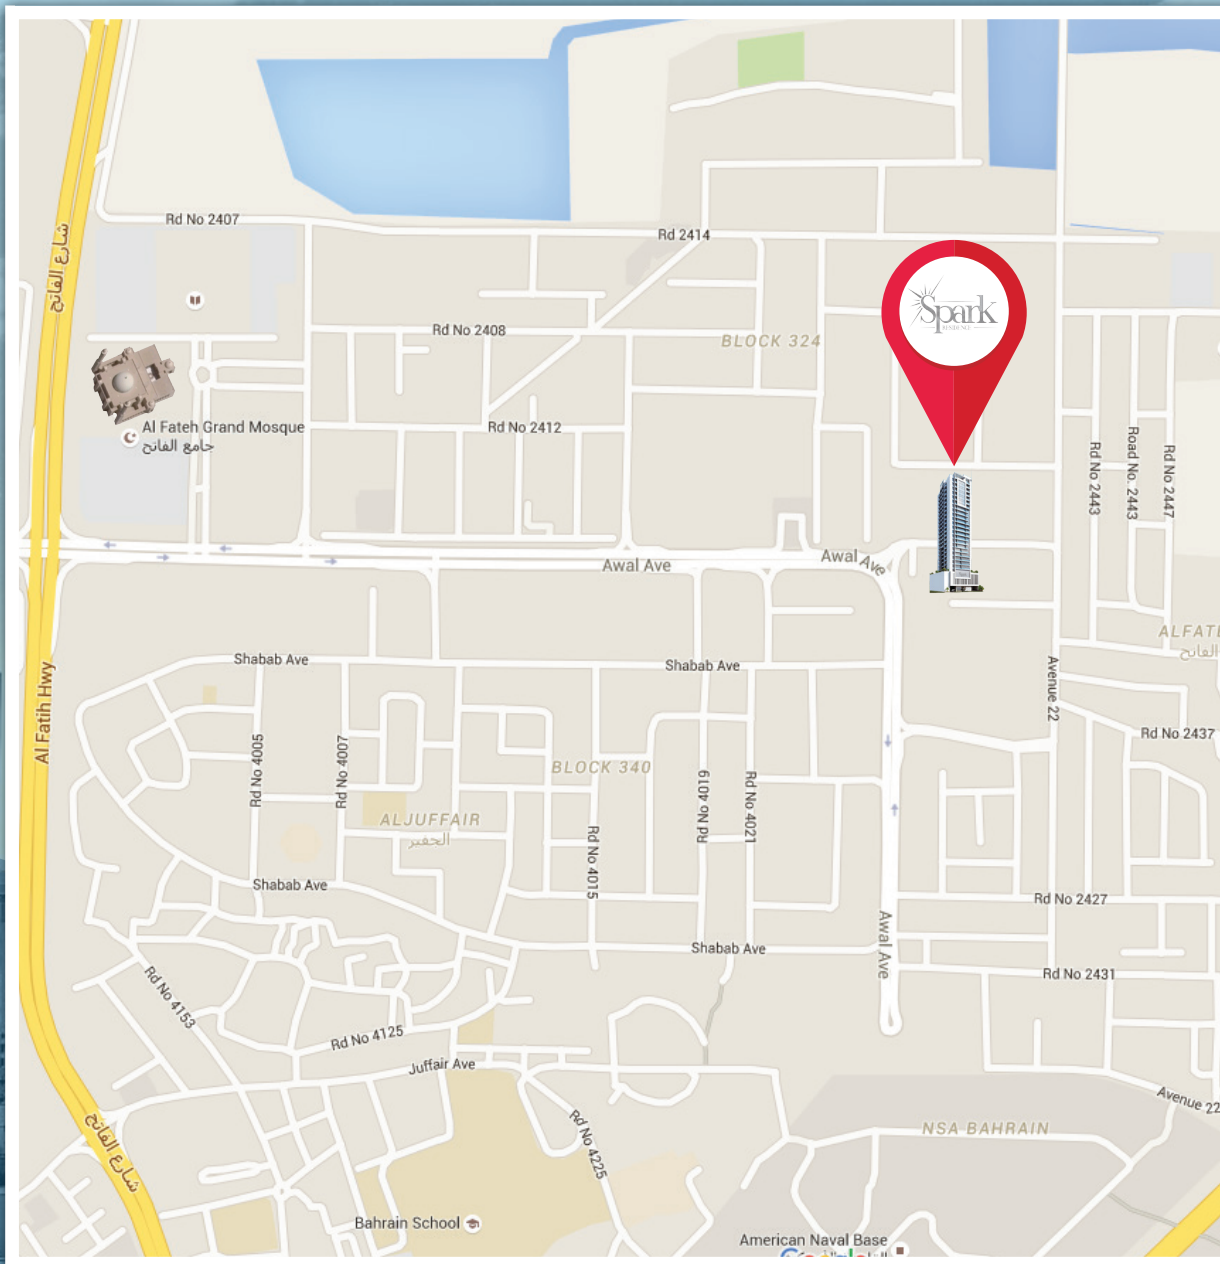 شارع الفاتح
Rd No 2407
Rd 2414
Spark
RESIDENCE
Rd No 2408
BLOCK 324
Al Fateh Grand Mosque
جامع الفاتح
Rd No 2412
Rd No 2443
Road No. 2443
Rd No 2447
Awal Ave
Awal Ave
Al Fatih Hwy
Shabab Ave
Shabab Ave
Avenue 22
Rd No 2437
Rd No 4005
Rd No 4007
BLOCK 340
Rd No 4019
Rd No 4021
ALJUFFAIR
الجفير
Rd No 4015
Shabab Ave
Rd No 2427
Shabab Ave
Awal Ave
Rd No 2431
Rd No 4153
Rd No 4125
Juffair Ave
Avenue 22
شارع الفاتح
Rd No 4225
NSA BAHRAIN
Bahrain School
American Naval Base